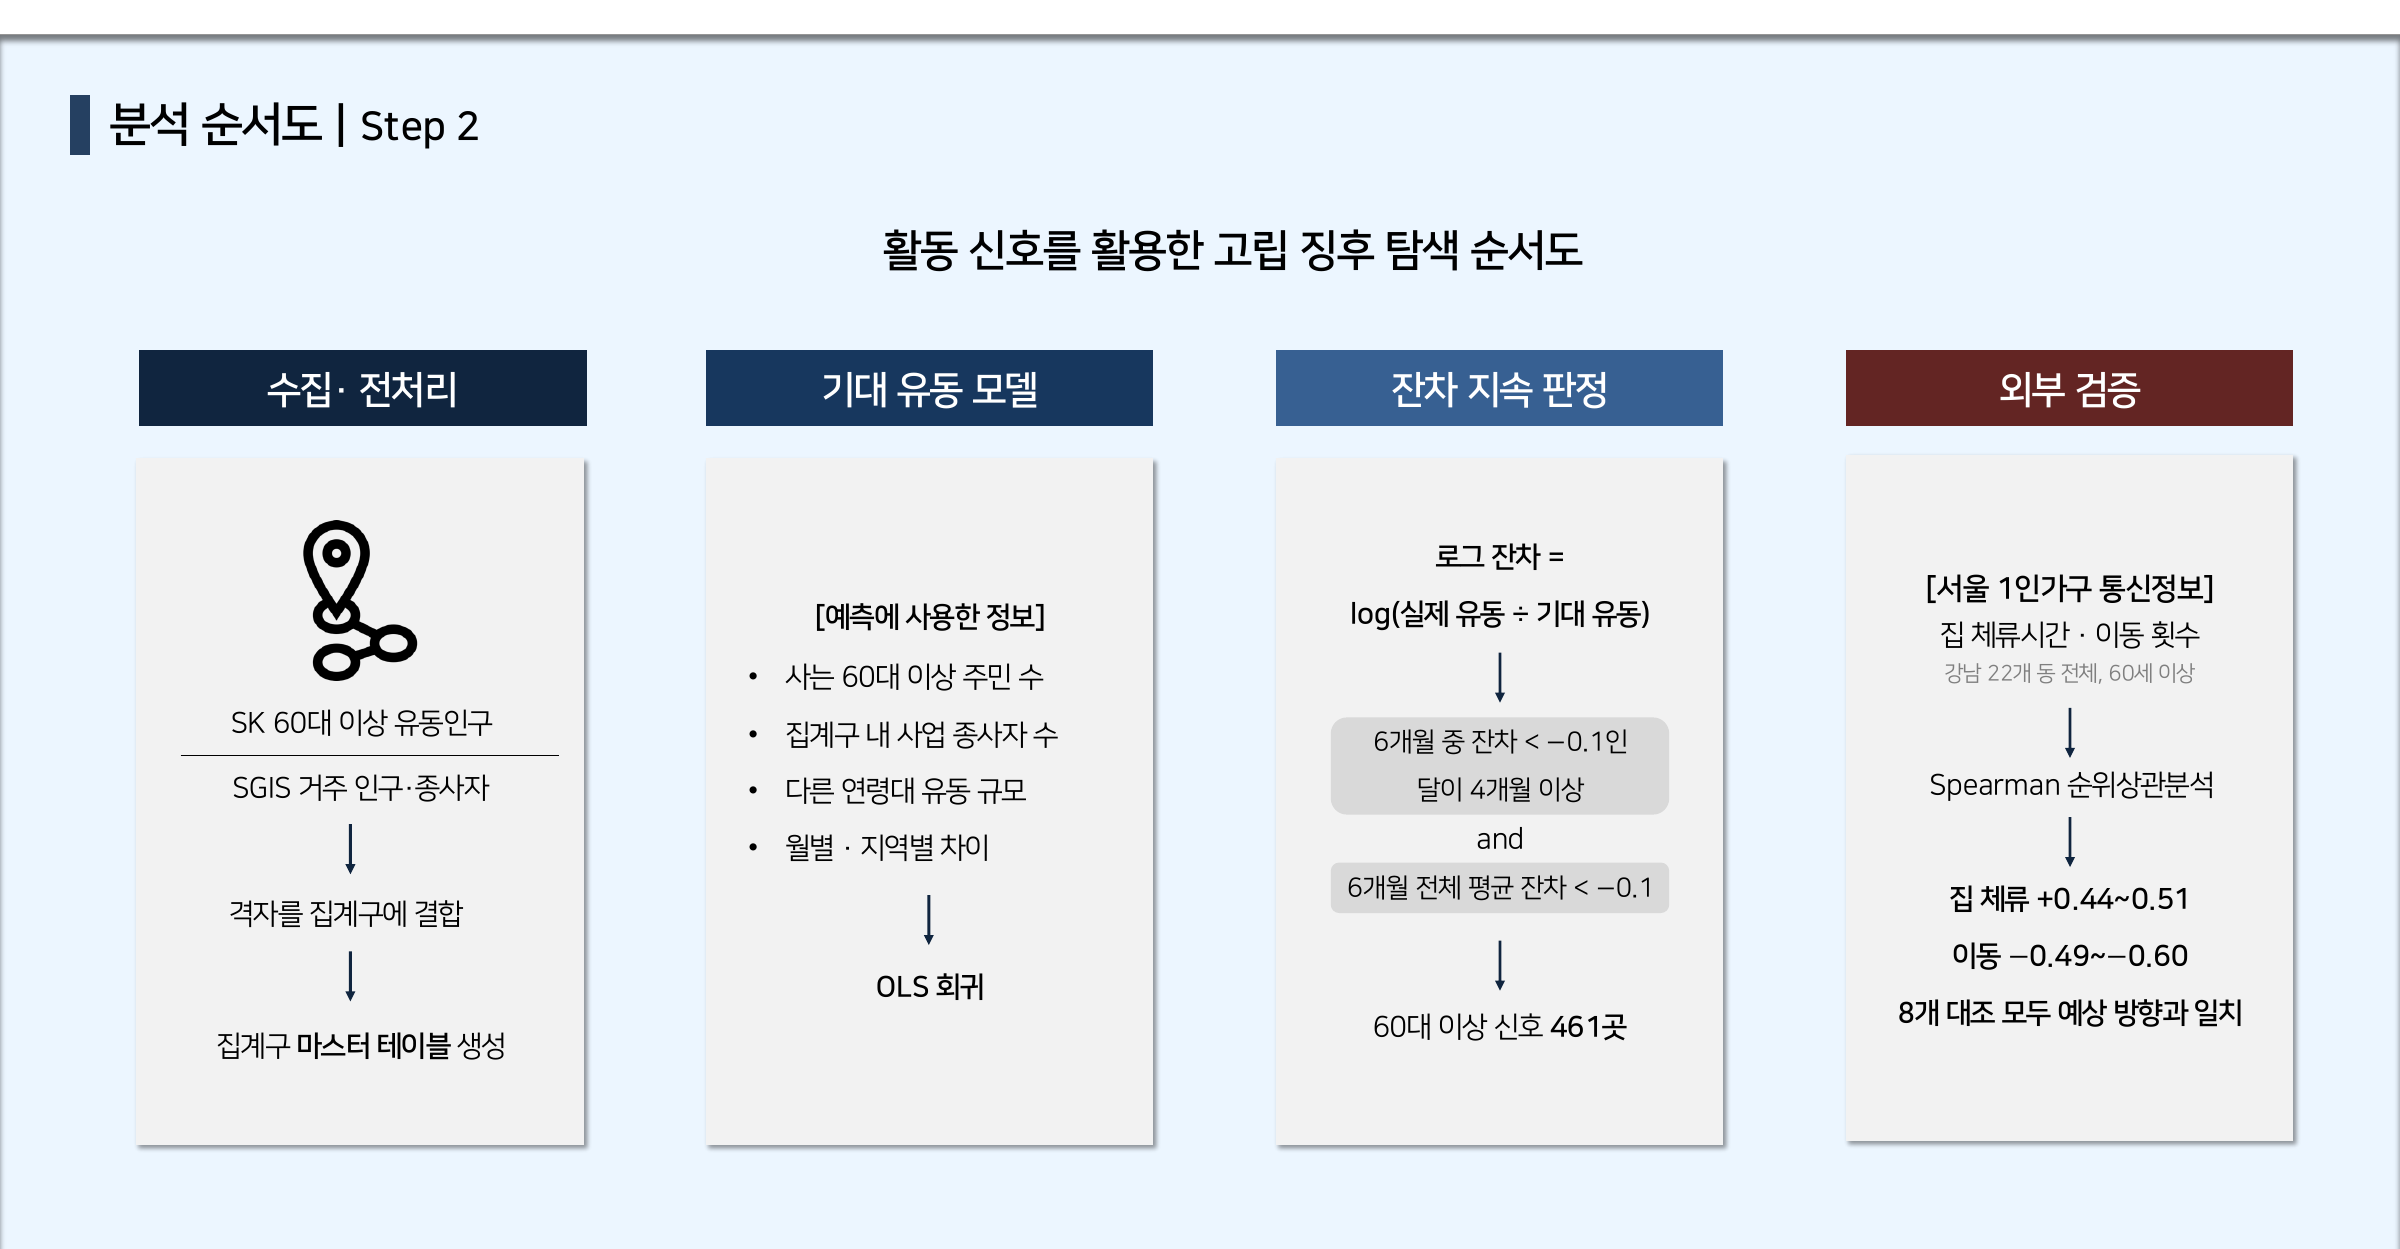 분석 순서도 | Step 2
활동 신호를 활용한 고립 징후 탐색 순서도
수집· 전처리
SK 60대 이상 유동인구
SGIS 거주 인구·종사자
격자를 집계구에 결합
집계구 마스터 테이블 생성
기대 유동 모델
[예측에 사용한 정보]
• 사는 60대 이상 주민 수
• 집계구 내 사업 종사자 수
• 다른 연령대 유동 규모
• 월별 · 지역별 차이
OLS 회귀
잔차 지속 판정
로그 잔차 =
log(실제 유동 ÷ 기대 유동)
6개월 중 잔차 < −0.1인
달이 4개월 이상
and
6개월 전체 평균 잔차 < −0.1
60대 이상 신호 461곳
외부 검증
[서울 1인가구 통신정보]
집 체류시간 · 이동 횟수
강남 22개 동 전체, 60세 이상
Spearman 순위상관분석
집 체류 +0.44~0.51
이동 −0.49~−0.60
8개 대조 모두 예상 방향과 일치